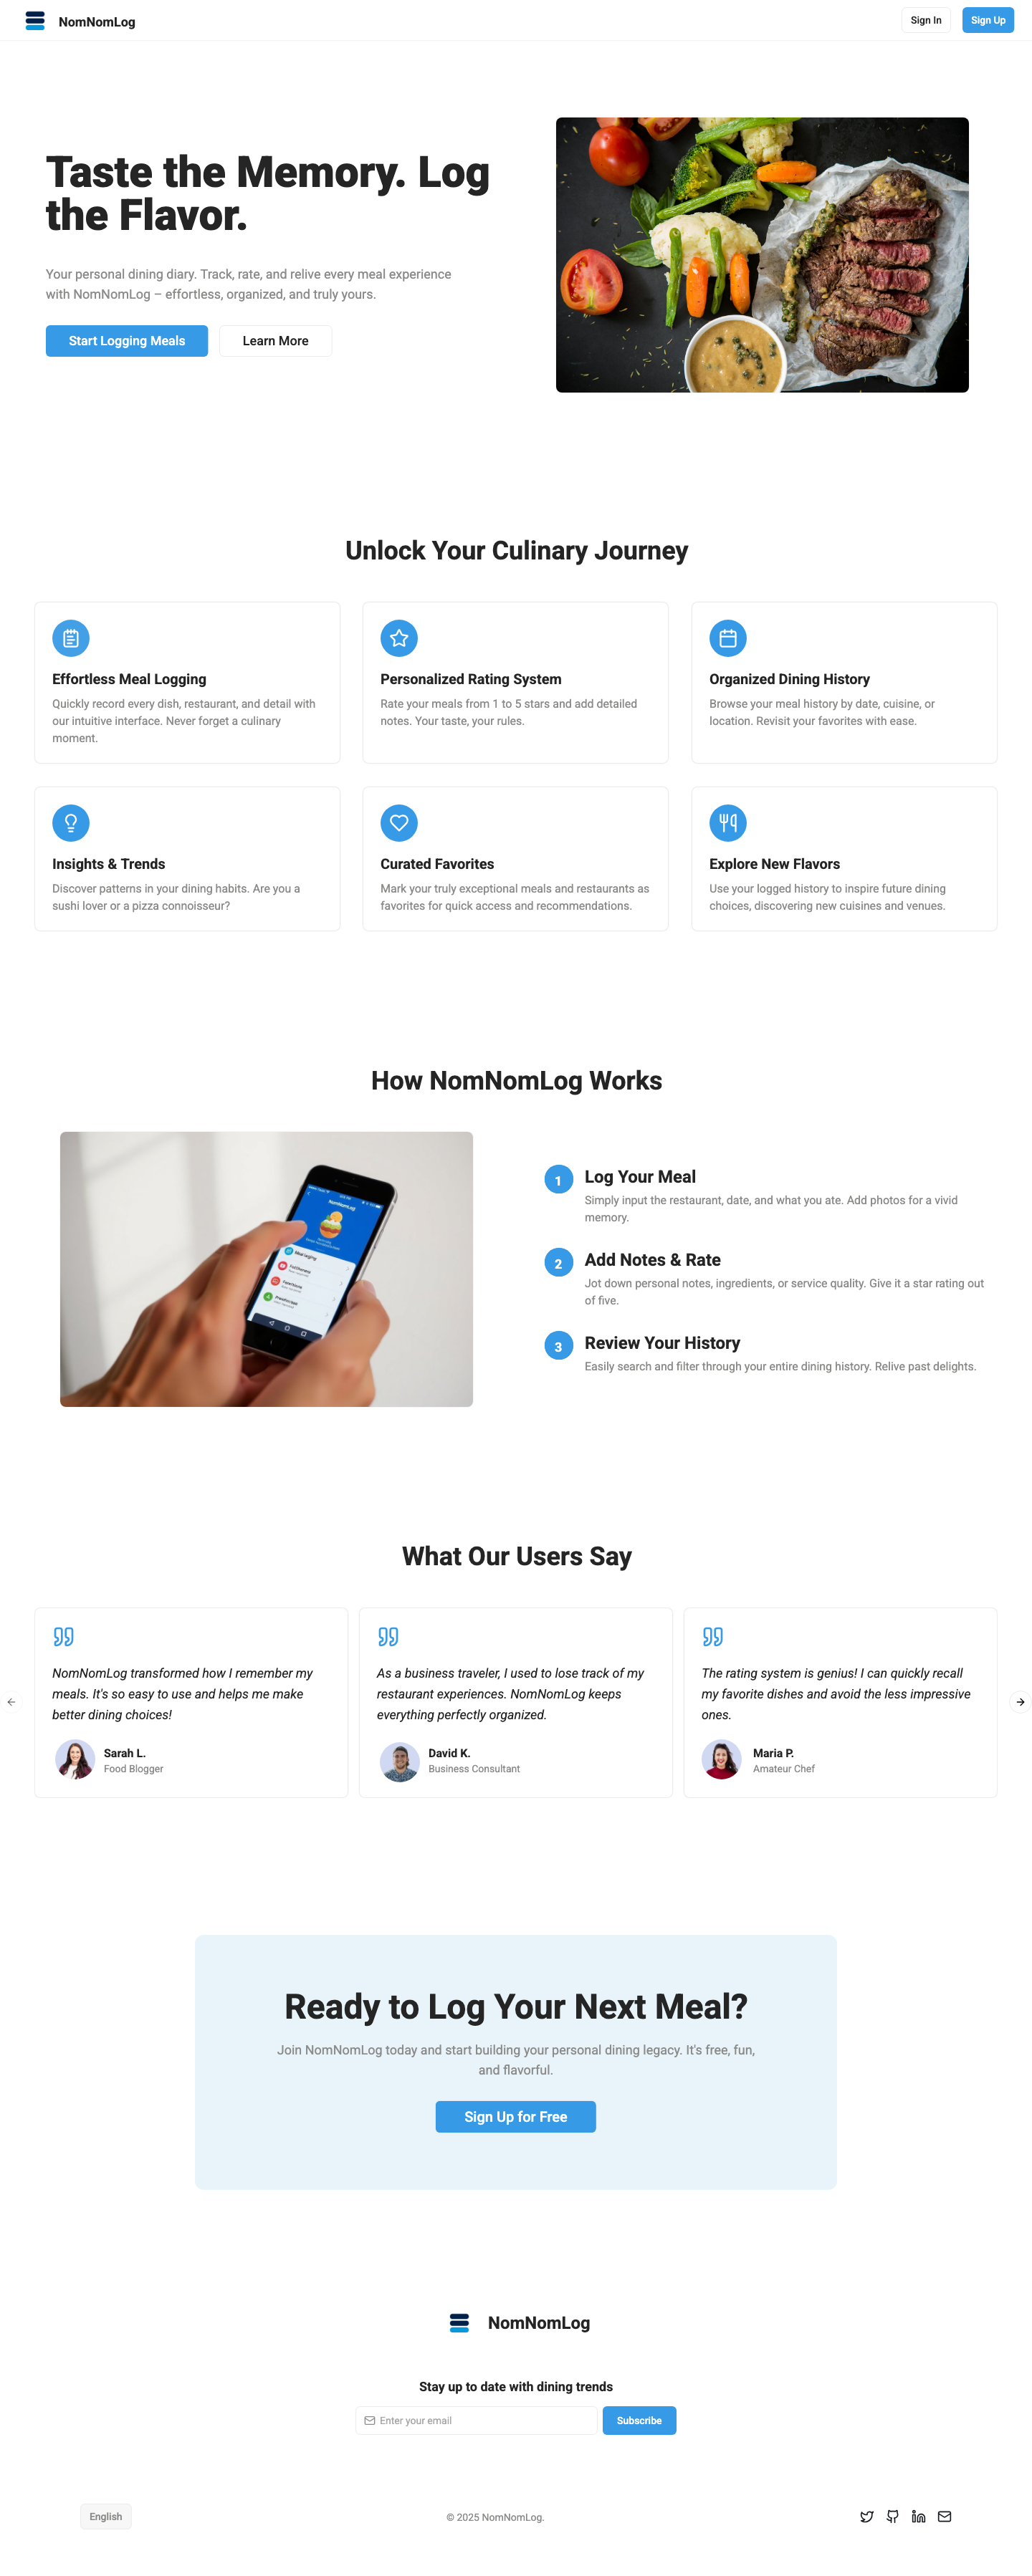 NomNomLog
Sign In
Sign Up
Taste the Memory. Log
the Flavor.
Your personal dining diary. Track, rate, and relive every meal experience
with NomNomLog – effortless, organized, and truly yours.
Start Logging Meals
Learn More
Unlock Your Culinary Journey
Effortless Meal Logging
Quickly record every dish, restaurant, and detail with
our intuitive interface. Never forget a culinary
moment.
Personalized Rating System
Rate your meals from 1 to 5 stars and add detailed
notes. Your taste, your rules.
Organized Dining History
Browse your meal history by date, cuisine, or
location. Revisit your favorites with ease.
Insights & Trends
Discover patterns in your dining habits. Are you a
sushi lover or a pizza connoisseur?
Curated Favorites
Mark your truly exceptional meals and restaurants as
favorites for quick access and recommendations.
Explore New Flavors
Use your logged history to inspire future dining
choices, discovering new cuisines and venues.
How NomNomLog Works
NomNomLog
1
Log Your Meal
Simply input the restaurant, date, and what you ate. Add photos for a vivid
memory.
2
Add Notes & Rate
Jot down personal notes, ingredients, or service quality. Give it a star rating out
of five.
3
Review Your History
Easily search and filter through your entire dining history. Relive past delights.
What Our Users Say
NomNomLog transformed how I remember my
meals. It's so easy to use and helps me make
better dining choices!
Sarah L.
Food Blogger
As a business traveler, I used to lose track of my
restaurant experiences. NomNomLog keeps
everything perfectly organized.
David K.
Business Consultant
The rating system is genius! I can quickly recall
my favorite dishes and avoid the less impressive
ones.
Maria P.
Amateur Chef
Ready to Log Your Next Meal?
Join NomNomLog today and start building your personal dining legacy. It's free, fun,
and flavorful.
Sign Up for Free
NomNomLog
Stay up to date with dining trends
Enter your email
Subscribe
English
© 2025 NomNomLog.